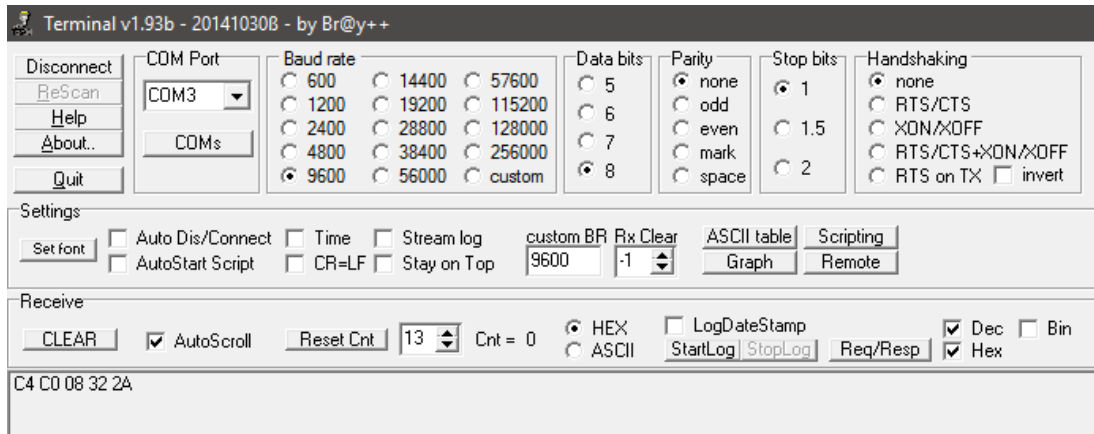 Terminal v1.93b - 20141030ß - by Br@y++
Disconnect
ReScan
Help
About..
Quit
COM Port
COM3
COMs
Baud rate
600 14400 57600
1200 19200 115200
2400 28800 128000
4800 38400 256000
9600 56000 custom
Data bits
5
6
7
8
Parity
none
odd
even
mark
space
Stop bits
1
1.5
2
Handshaking
none
RTS/CTS
XON/XOFF
RTS/CTS+XON/XOFF
RTS on TX invert
Settings
Set font
Auto Dis/Connect Time Stream log custom BR Rx Clear ASCII table Scripting
AutoStart Script CR=LF Stay on Top 9600 -1 Graph Remote
Receive
CLEAR AutoScroll Reset Cnt 13 Cnt = 0
HEX
ASCII
LogDateStamp
StartLog StopLog Req/Resp
Dec Bin
Hex
C4 C0 08 32 2A